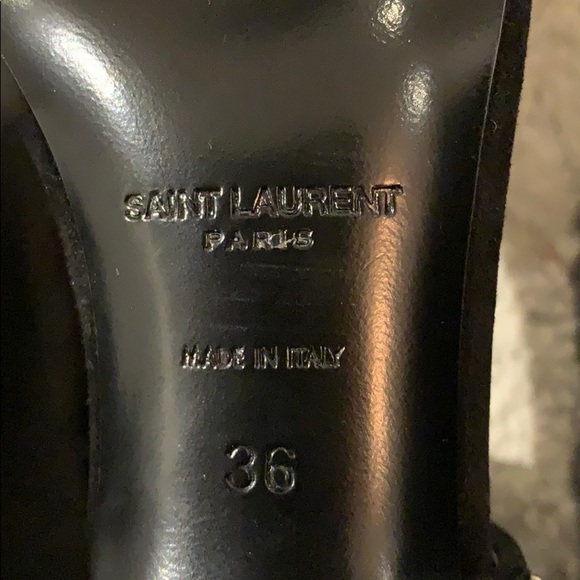 SAINT LAURENT
PARIS
MADE IN ITALY
36